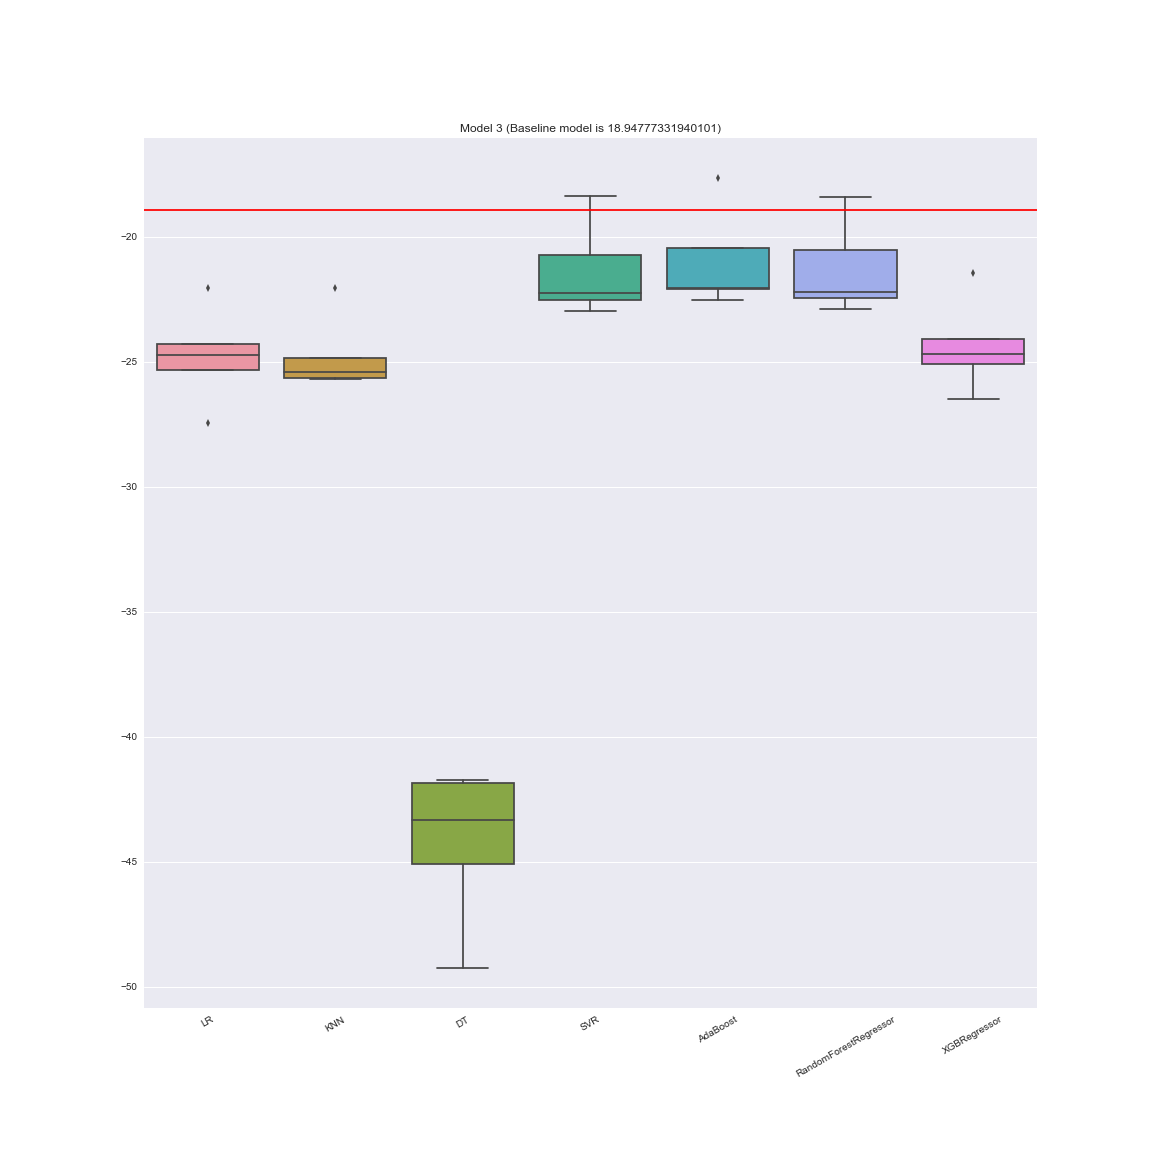 Model 3 (Baseline model is 18.94777331940101)
−20
−25
−30
−35
−40
−45
−50
LR
KNN
DT
SVR
AdaBoost
RandomForestRegressor
XGBRegressor